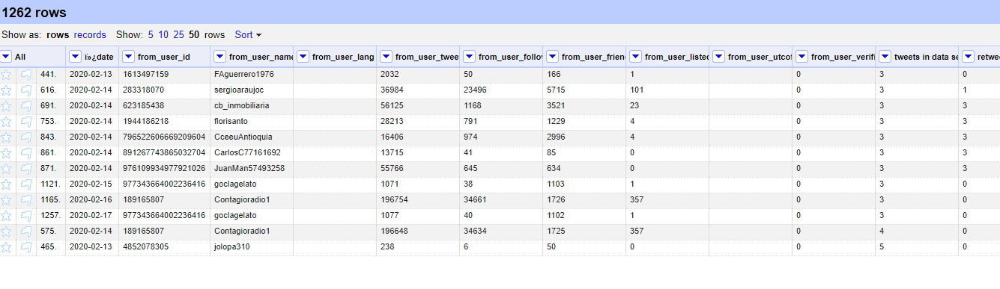 1262 rows
Show as: rows records Show: 5 10 25 50 rows Sort
All ï»¿date from_user_id from_user_name from_user_lang from_user_twee from_user_follow from_user_frien from_user_listed from_user_utcof from_user_verifi tweets in data se retwe
441. 2020-02-13 1613497159 FAguerrero1976 2032 50 166 1 0 3 0
616. 2020-02-14 283318070 sergioaraujoc 36984 23496 5715 101 0 3 1
691. 2020-02-14 623185438 cb_inmobiliaria 56125 1168 3521 23 0 3 3
753. 2020-02-14 1944186218 florisanto 28213 791 1229 4 0 3 3
843. 2020-02-14 796522606669209604 CceeuAntioquia 16406 974 2996 4 0 3 3
861. 2020-02-14 891267743865032704 CarlosC77161692 13715 41 85 0 0 3 3
871. 2020-02-14 976109934977921026 JuanMan57493258 55766 645 634 0 0 3 3
1121. 2020-02-15 977343664002236416 goclagelato 1071 38 1103 1 0 3 0
1165. 2020-02-16 189165807 Contagioradio1 196754 34661 1726 357 0 3 0
1257. 2020-02-17 977343664002236416 goclagelato 1077 40 1102 1 0 3 0
575. 2020-02-14 189165807 Contagioradio1 196648 34634 1725 357 0 4 0
465. 2020-02-13 4852078305 jolopa310 238 6 50 0 0 5 0